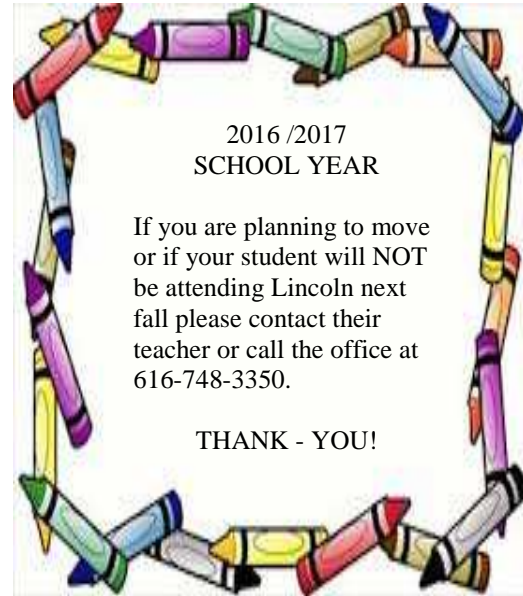 2016 /2017
SCHOOL YEAR
If you are planning to move
or if your student will NOT
be attending Lincoln next
fall please contact their
teacher or call the office at
616-748-3350.
THANK - YOU!